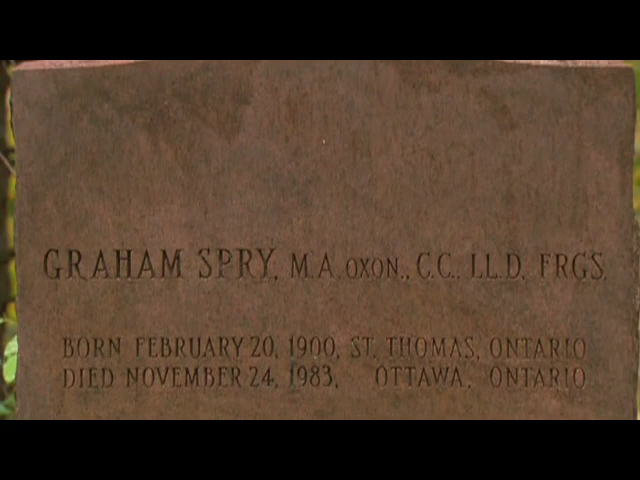 GRAHAM SPRY, M.A. OXON., C.C., LL.D, FRGS.
BORN FEBRUARY 20, 1900, ST. THOMAS, ONTARIO
DIED NOVEMBER 24, 1983, OTTAWA, ONTARIO